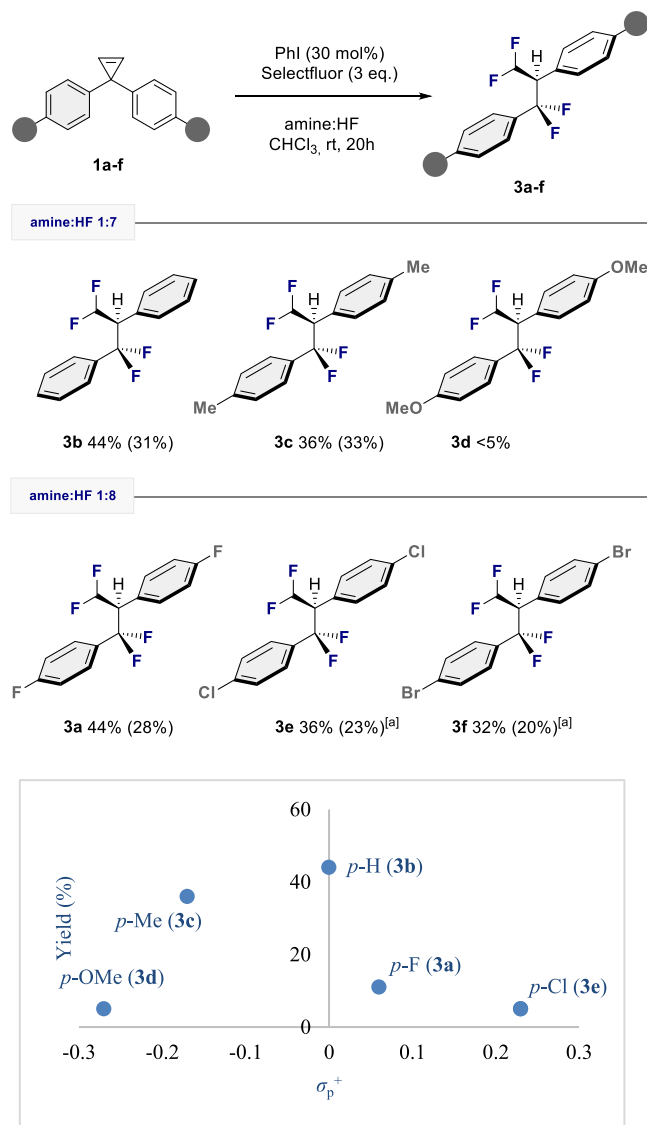 PhI (30 mol%)
Selectfluor (3 eq.)
amine:HF
CHCl3, rt, 20h
F
F
H
F
F
1a-f
3a-f
amine:HF 1:7
F
F
H
F
F
3b 44% (31%)
Me
F
F
H
F
F
Me
3c 36% (33%)
OMe
F
F
H
F
F
MeO
3d <5%
amine:HF 1:8
F
F
F
H
F
F
F
3a 44% (28%)
Cl
F
F
H
F
F
Cl
3e 36% (23%)[a]
Br
F
F
H
F
F
Br
3f 32% (20%)[a]
Yield (%)
60
40
20
0
p-H (3b)
p-Me (3c)
p-OMe (3d)
p-F (3a)
p-Cl (3e)
-0.3 -0.2 -0.1 0 0.1 0.2 0.3
σp+